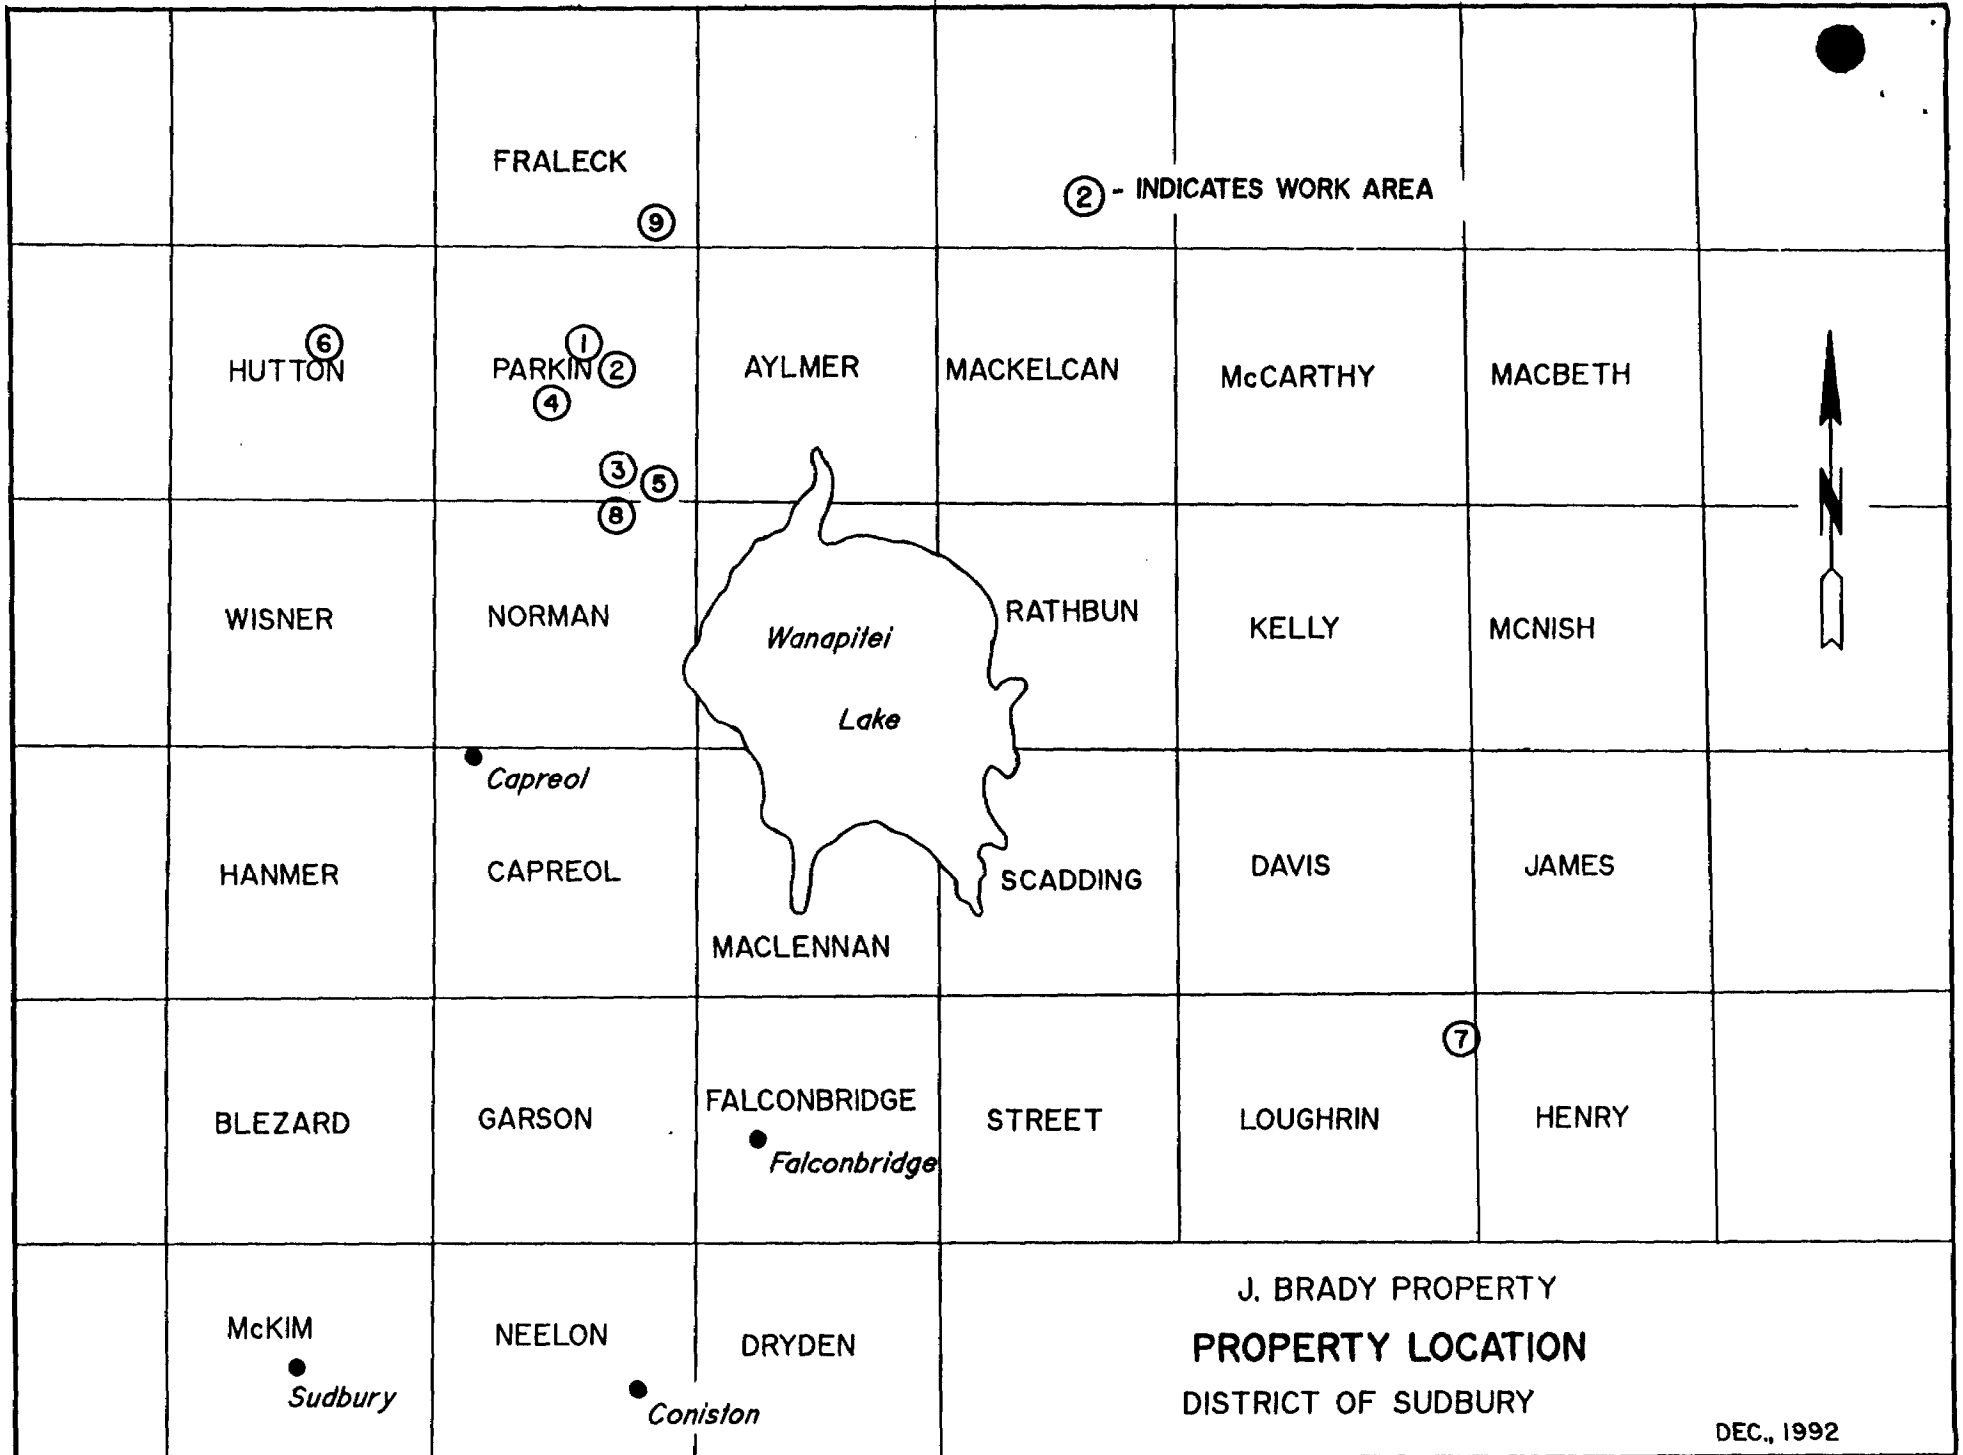 FRALECK
② - INDICATES WORK AREA
⑨
⑥
①
HUTTON
PARKIN ②
AYLMER
MACKELCAN
McCARTHY
MACBETH
④
③
⑤
⑧
N
WISNER
NORMAN
Wanapitei
Lake
RATHBUN
KELLY
MCNISH
Capreol
HANMER
CAPREOL
SCADDING
DAVIS
JAMES
MACLENNAN
⑦
BLEZARD
GARSON
FALCONBRIDGE
Falconbridge
STREET
LOUGHRIN
HENRY
McKIM
Sudbury
NEELON
Coniston
DRYDEN
J. BRADY PROPERTY
PROPERTY LOCATION
DISTRICT OF SUDBURY
DEC., 1992